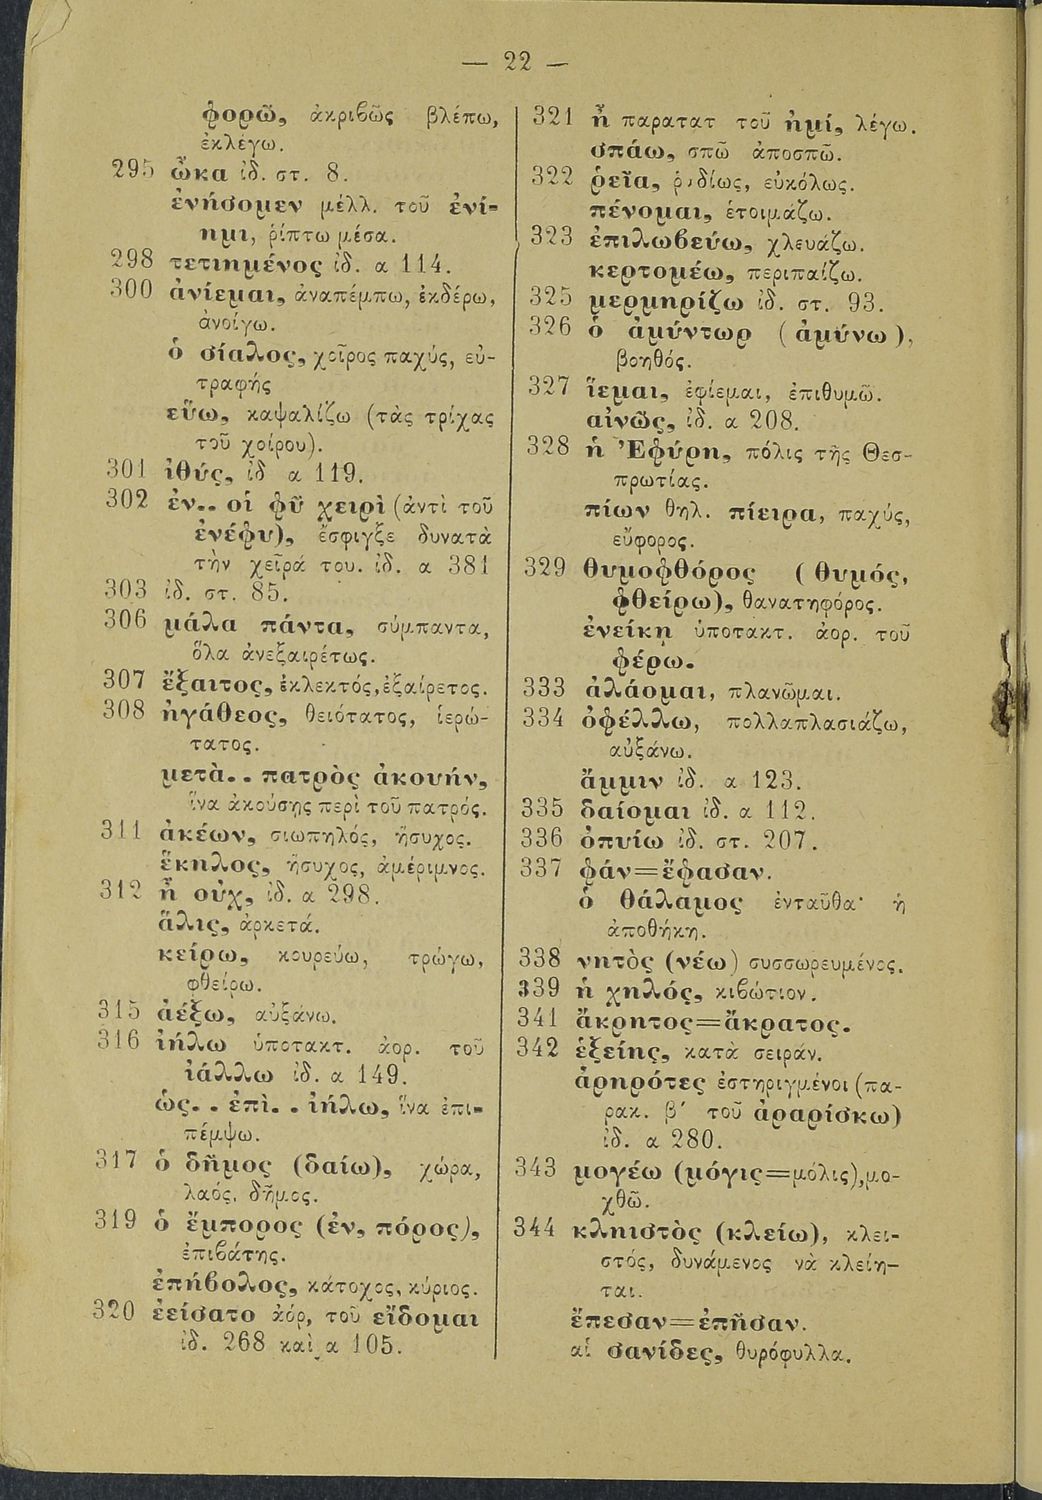 — 22 —
φορῶ, ἀκριβῶς βλέπω,
ἐκλέγω.
295 ὦκα ἰδ. στ. 8.
ἐνήσομεν μέλλ. τοῦ ἐνί-
ημι, ῥίπτω μέσα.
298 τετιημένος ἰδ. α 114.
300 ἀνίεμαι, ἀναπέμπω, ἐκδέρω,
ἀνοίγω.
ὁ σίαλος, χοῖρος παχύς, εὐ-
τραφής
εὕω, καψαλίζω (τὰς τρίχας
τοῦ χοίρου).
301 ἰθύς, ἰδ α 119.
302 ἐν.. οἱ φῦ χειρὶ (ἀντὶ τοῦ
ἐνέφυ), ἔσφιγξε δυνατὰ
τὴν χεῖρά του. ἰδ. α 381
303 ἰδ. στ. 85.
306 μάλα πάντα, σύμπαντα,
ὅλα ἀνεξαιρέτως.
307 ἔξαιτος, ἐκλεκτός, ἐξαίρετος.
308 ἠγάθεος, θειότατος, ἱερώ-
τατος.
μετὰ.. πατρὸς ἀκουήν,
ἵνα ἀκούσῃς περὶ τοῦ πατρός.
311 ἀκέων, σιωπηλός, ἥσυχος.
ἕκηλος, ἥσυχος, ἀμέριμνος.
312 ἦ οὐχ, ἰδ. α 298.
ἅλις, ἀρκετά.
κείρω, κουρεύω, τρώγω,
φθείρω.
315 ἀέξω, αὐξάνω.
316 ἰήλω ὑποτακτ. ἀορ. τοῦ
ἰάλλω ἰδ. α 149.
ὡς.. ἐπὶ.. ἰήλω, ἵνα ἐπι-
πέμψω.
317 ὁ δῆμος (δαίω), χώρα,
λαός, δῆμος.
319 ὁ ἔμπορος (ἐν, πόρος),
ἐπιβάτης.
ἐπήβολος, κάτοχος, κύριος.
320 ἐείσατο ἀόρ, τοῦ εἴδομαι
ἰδ. 268 καὶ α 105.
321 ἦ παρατατ τοῦ ἠμί, λέγω.
σπάω, σπῶ ἀποσπῶ.
322 ῥεῖα, ῥᾳδίως, εὐκόλως.
πένομαι, ἑτοιμάζω.
323 ἐπιλωβεύω, χλευάζω.
κερτομέω, περιπαίζω.
325 μερμηρίζω ἰδ. στ. 93.
326 ὁ ἀμύντωρ (ἀμύνω),
βοηθός.
327 ἵεμαι, ἐφίεμαι, ἐπιθυμῶ.
αἰνῶς, ἰδ. α 208.
328 ἡ Ἐφύρη, πόλις τῆς Θεσ-
πρωτίας.
πίων θηλ. πίειρα, παχύς,
εὔφορος.
329 θυμοφθόρος (θυμός,
φθείρω), θανατηφόρος.
ἐνείκῃ ὑποτακτ. ἀορ. τοῦ
φέρω.
333 ἀλάομαι, πλανῶμαι.
334 ὀφέλλω, πολλαπλασιάζω,
αὐξάνω.
ἄμμιν ἰδ. α 123.
335 δαίομαι ἰδ. α 112.
336 ὀπυίω ἰδ. στ. 207.
337 φάν=ἔφασαν.
ὁ θάλαμος ἐνταῦθα· ἡ
ἀποθήκη.
338 νητὸς (νέω) συσσωρευμένος.
339 ἡ χηλός, κιβώτιον.
341 ἄκρητος=ἄκρατος.
342 ἑξείης, κατὰ σειράν.
ἀρηρότες ἐστηριγμένοι (πα-
ρακ. β΄ τοῦ ἀραρίσκω)
ἰδ. α 280.
343 μογέω (μόγις=μόλις), μο-
χθῶ.
344 κληιστὸς (κλείω), κλει-
στός, δυνάμενος νὰ κλείη-
ται.
ἔπεσαν=ἐπῆσαν.
αἱ σανίδες, θυρόφυλλα.